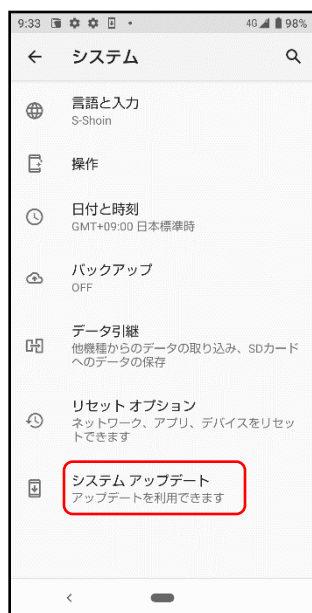 9:33 4G 98%
システム
言語と入力
S-Shoin
操作
日付と時刻
GMT+09:00 日本標準時
バックアップ
OFF
データ引継
他機種からのデータの取り込み、SDカード
へのデータの保存
リセット オプション
ネットワーク、アプリ、デバイスをリセッ
トできます
システム アップデート
アップデートを利用できます